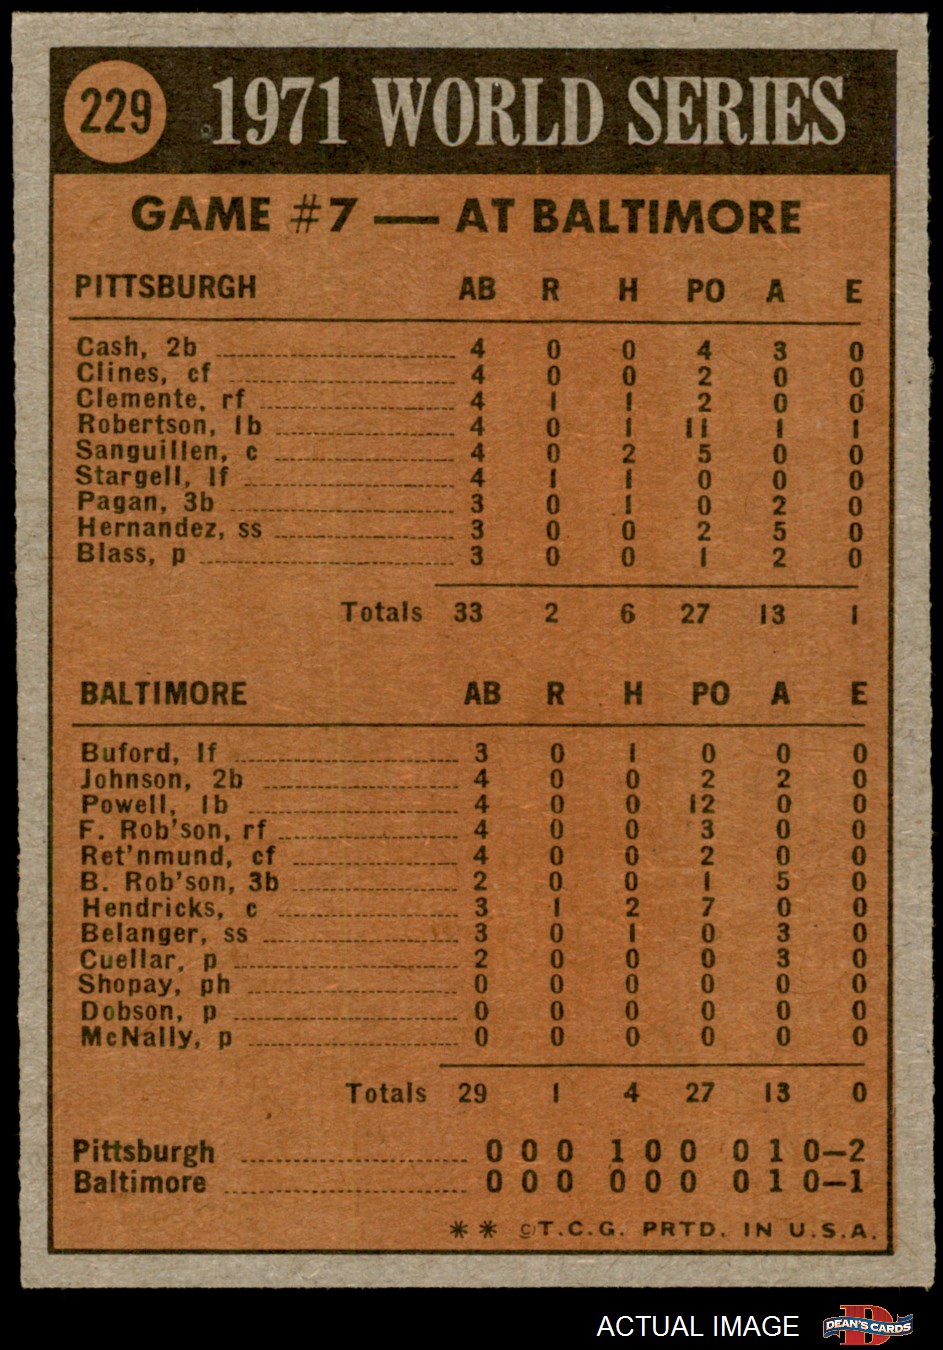 229 1971 WORLD SERIES
GAME #7 — AT BALTIMORE
PITTSBURGH AB R H PO A E
Cash, 2b 4 0 0 4 3 0
Clines, cf 4 0 0 2 0 0
Clemente, rf 4 1 1 2 0 0
Robertson, 1b 4 0 1 11 1 1
Sanguillen, c 4 0 2 5 0 0
Stargell, lf 4 1 1 0 0 0
Pagan, 3b 3 0 1 0 2 0
Hernandez, ss 3 0 0 2 5 0
Blass, p 3 0 0 1 2 0
Totals 33 2 6 27 13 1
BALTIMORE AB R H PO A E
Buford, lf 3 0 1 0 0 0
Johnson, 2b 4 0 0 2 2 0
Powell, 1b 4 0 0 12 0 0
F. Rob'son, rf 4 0 0 3 0 0
Ret'nmund, cf 4 0 0 2 0 0
B. Rob'son, 3b 2 0 0 1 5 0
Hendricks, c 3 1 2 7 0 0
Belanger, ss 3 0 1 0 3 0
Cuellar, p 2 0 0 0 3 0
Shopay, ph 0 0 0 0 0 0
Dobson, p 0 0 0 0 0 0
McNally, p 0 0 0 0 0 0
Totals 29 1 4 27 13 0
Pittsburgh 0 0 0 1 0 0 0 1 0—2
Baltimore 0 0 0 0 0 0 0 1 0—1
** ©T.C.G. PRTD. IN U.S.A.
ACTUAL IMAGE DEAN'S CARDS